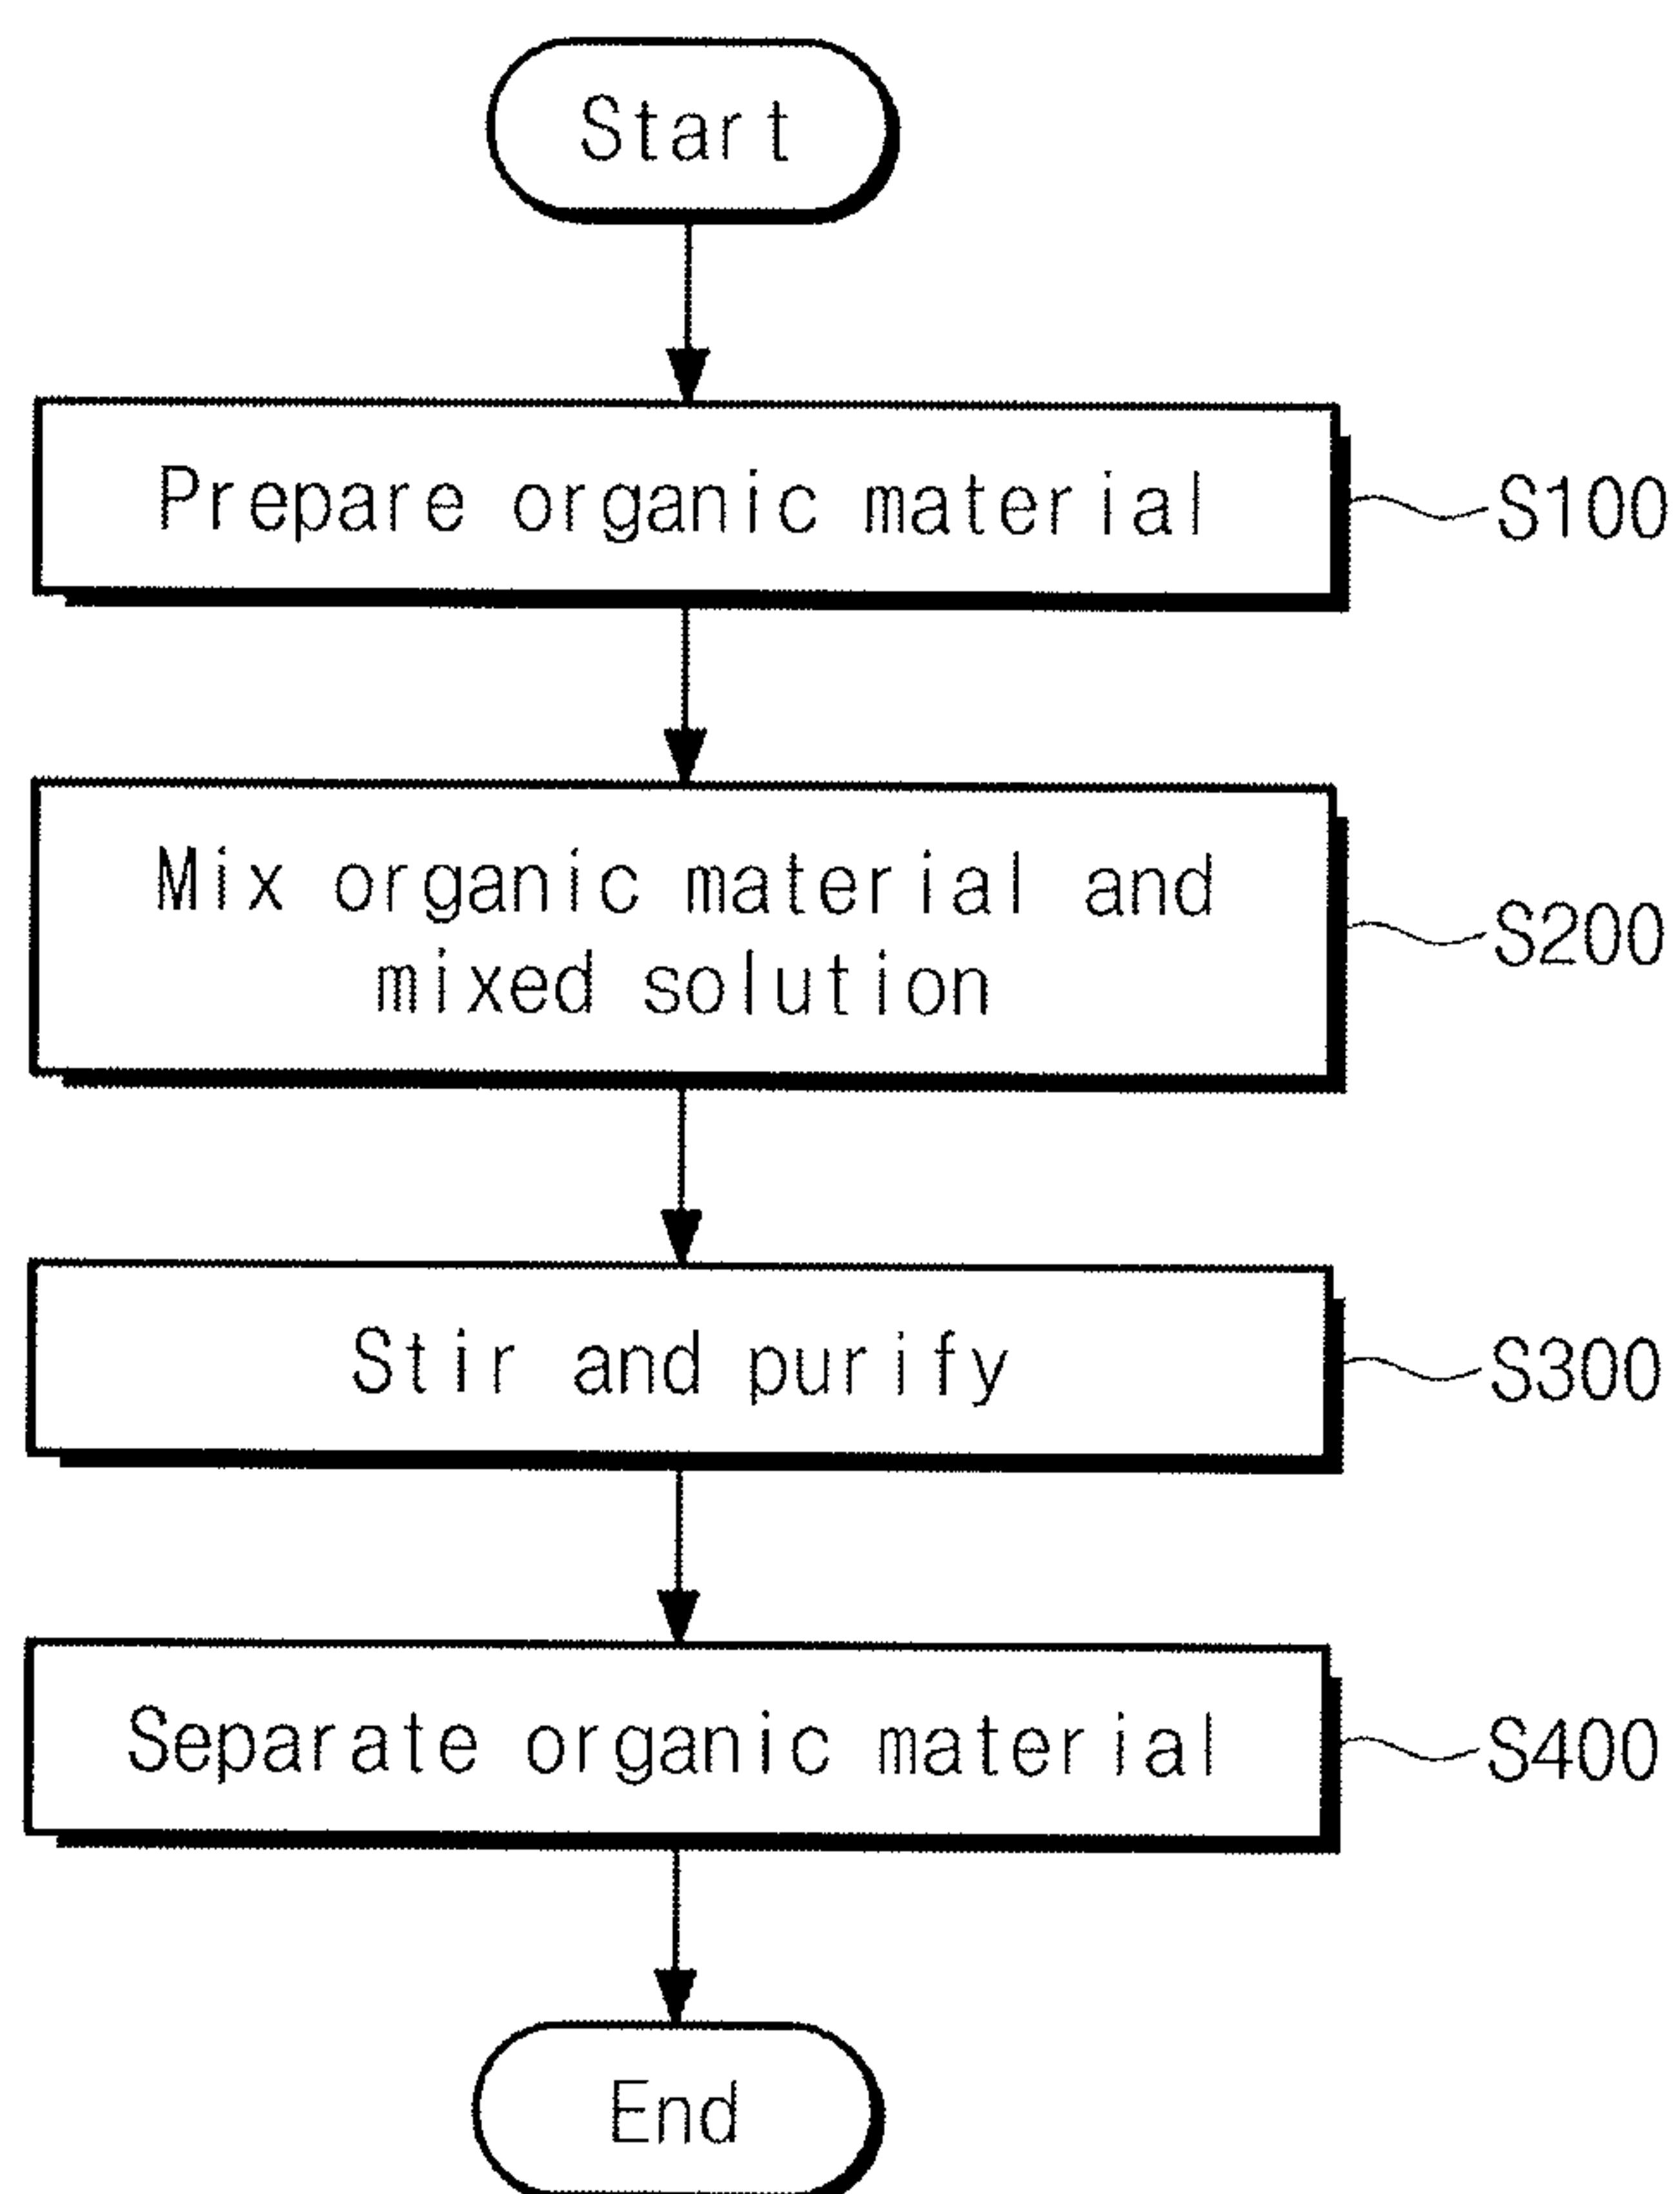 Start
Prepare organic material
S100
Mix organic material and
mixed solution
S200
Stir and purify
S300
Separate organic material
S400
End